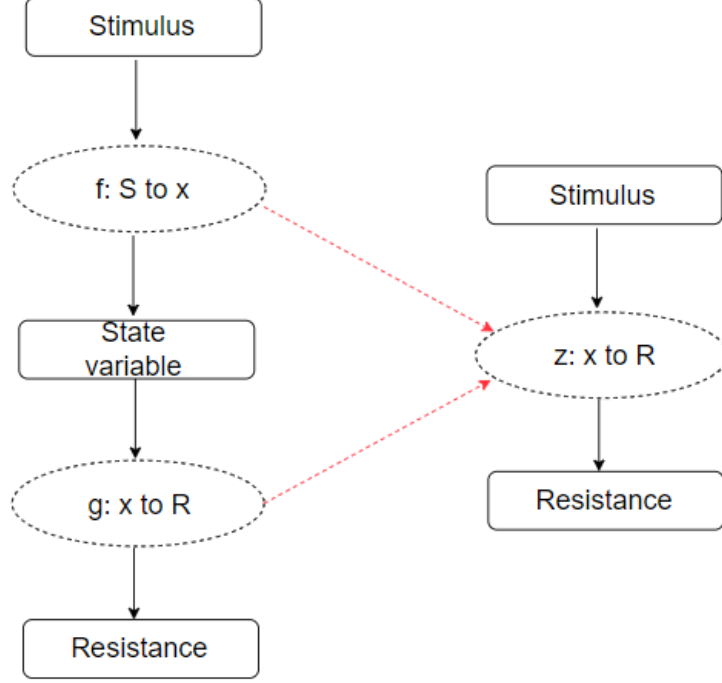 Stimulus
f: S to x
State
variable
g: x to R
Resistance
Stimulus
z: x to R
Resistance